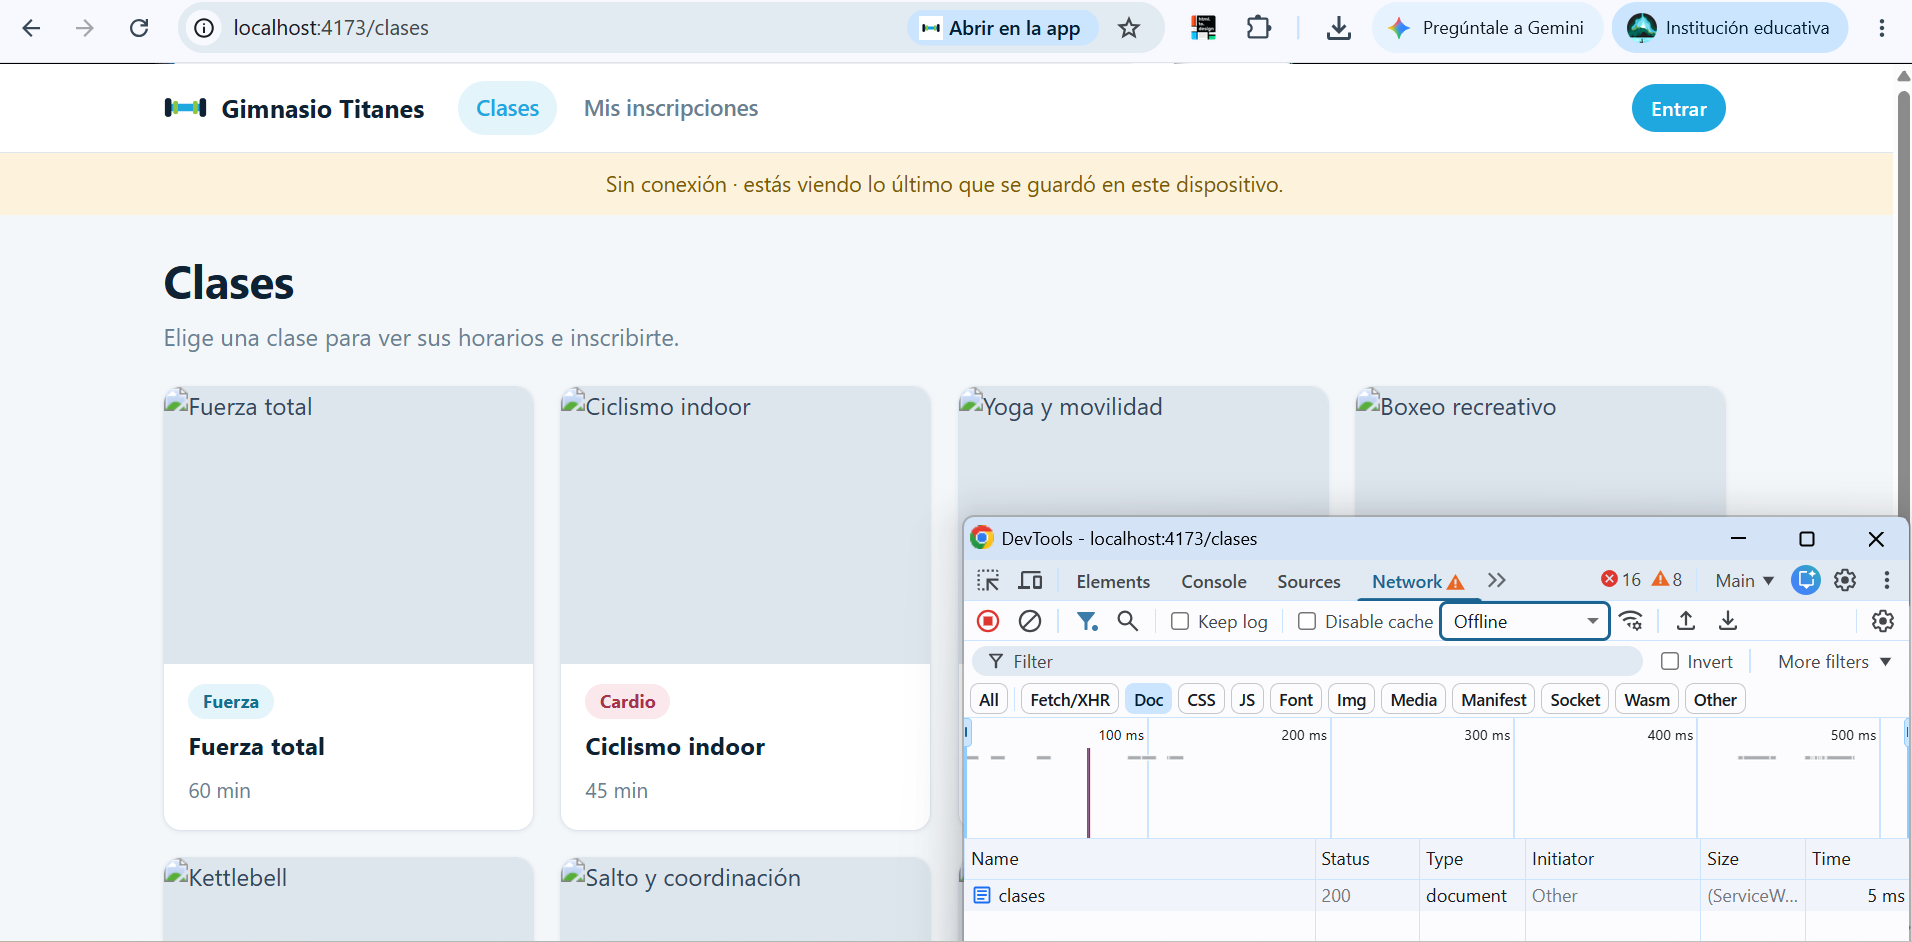 localhost:4173/clases
Abrir en la app
Pregúntale a Gemini
Institución educativa
Gimnasio Titanes
Clases
Mis inscripciones
Entrar
Sin conexión · estás viendo lo último que se guardó en este dispositivo.
Clases
Elige una clase para ver sus horarios e inscribirte.
Fuerza total
Ciclismo indoor
Yoga y movilidad
Boxeo recreativo
Fuerza
Fuerza total
60 min
Cardio
Ciclismo indoor
45 min
Kettlebell
Salto y coordinación
DevTools - localhost:4173/clases
Elements
Console
Sources
Network
16
8
Main
Keep log
Disable cache
Offline
Filter
Invert
More filters
All
Fetch/XHR
Doc
CSS
JS
Font
Img
Media
Manifest
Socket
Wasm
Other
100 ms
200 ms
300 ms
400 ms
500 ms
Name
Status
Type
Initiator
Size
Time
clases
200
document
Other
(ServiceW...
5 ms